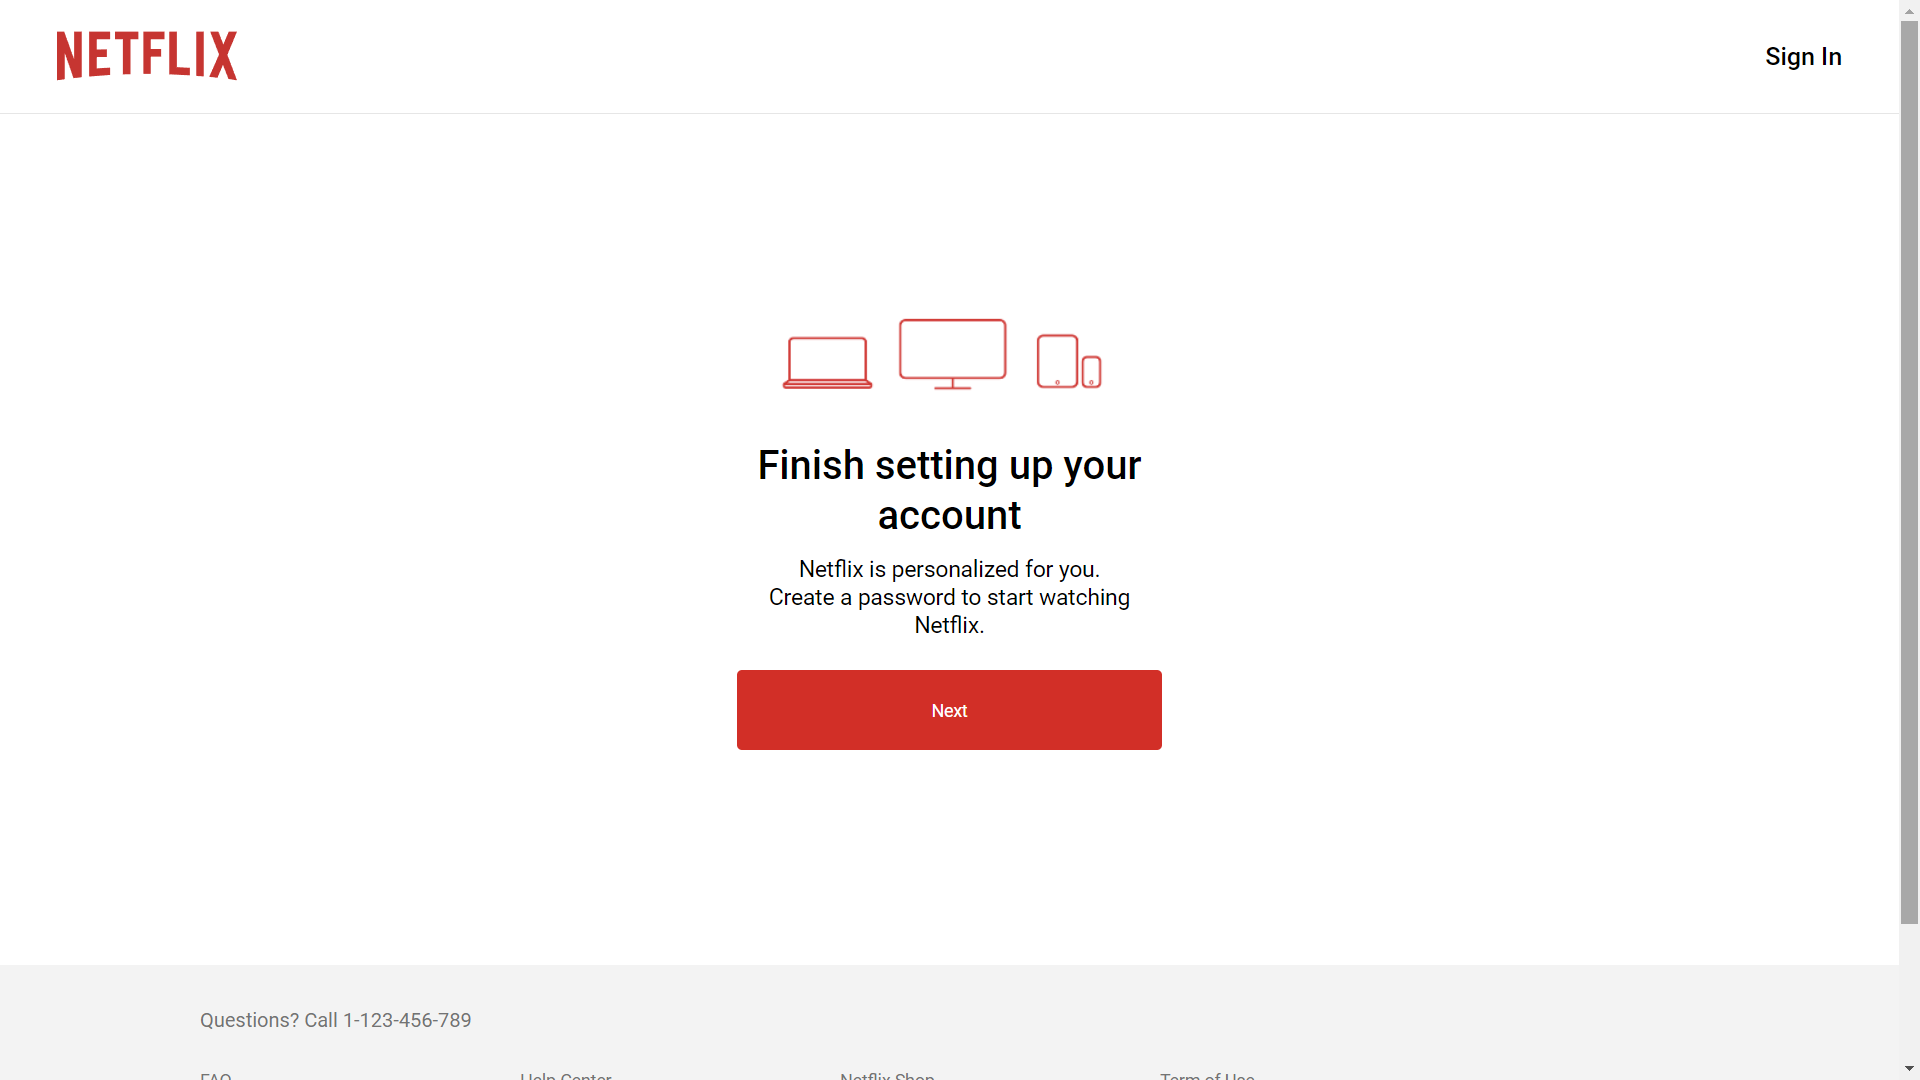 NETFLIX
Sign In
Finish setting up your
account
Netflix is personalized for you.
Create a password to start watching
Netflix.
Next
Questions? Call 1-123-456-789
FAQ
Help Center
Netflix Shop
Term of Use